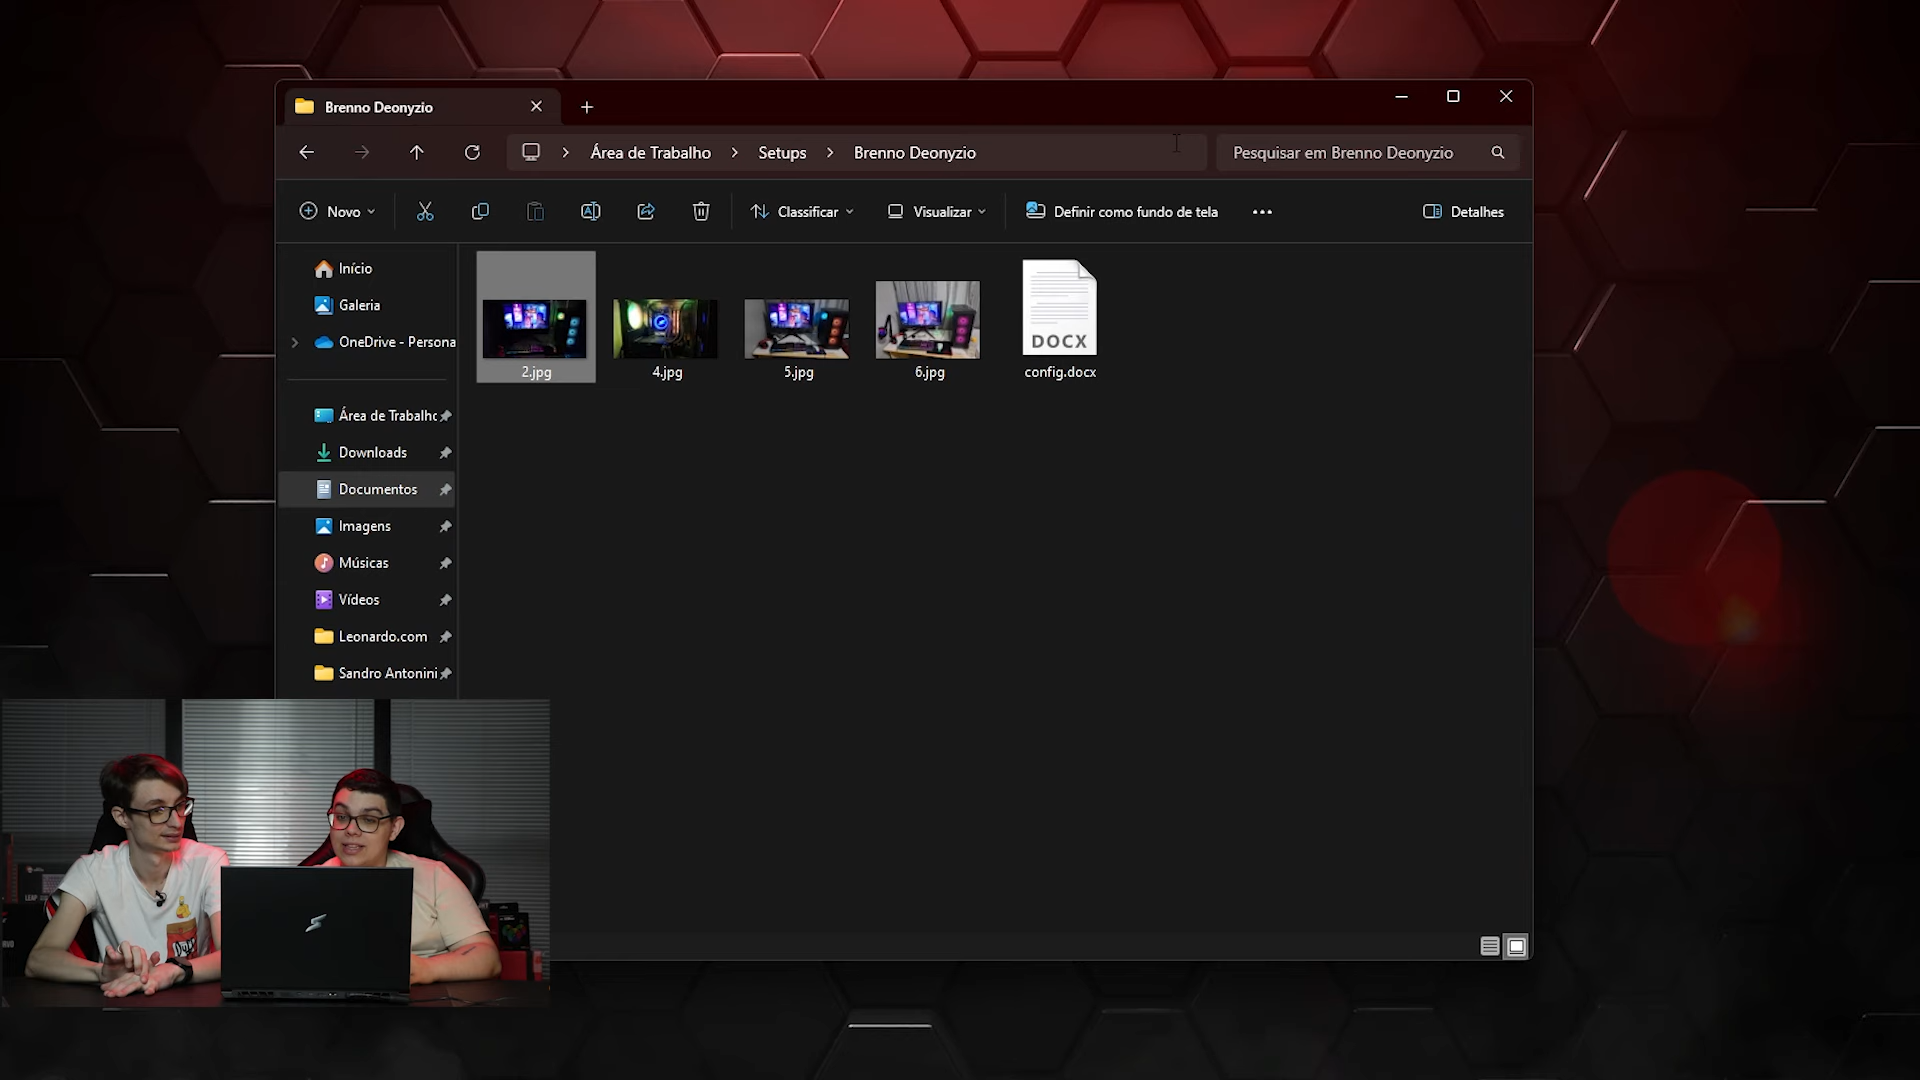 Brenno Deonyzio
Área de Trabalho > Setups > Brenno Deonyzio
Pesquisar em Brenno Deonyzio
Novo
Classificar
Visualizar
Definir como fundo de tela
Detalhes
Início
Galeria
OneDrive - Persona
Área de Trabalho
Downloads
Documentos
Imagens
Músicas
Vídeos
Leonardo.com
Sandro Antonini
2.jpg
4.jpg
5.jpg
6.jpg
DOCX
config.docx
LEAP
Duff